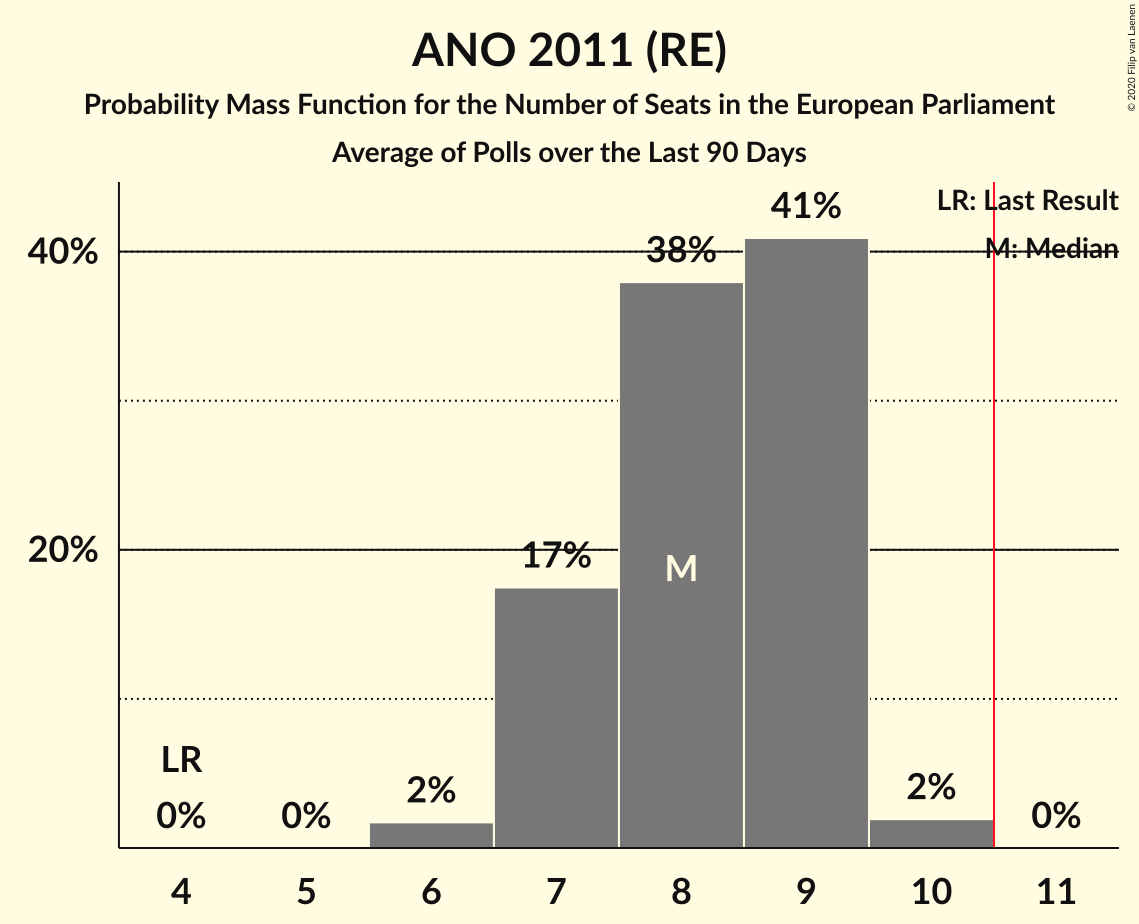 ANO 2011 (RE)
Probability Mass Function for the Number of Seats in the European Parliament
Average of Polls over the Last 90 Days
© 2020 Filip van Laenen
LR: Last Result
M: Median
40%
20%
LR
0%
0%
2%
17%
38%
M
41%
2%
0%
4 5 6 7 8 9 10 11